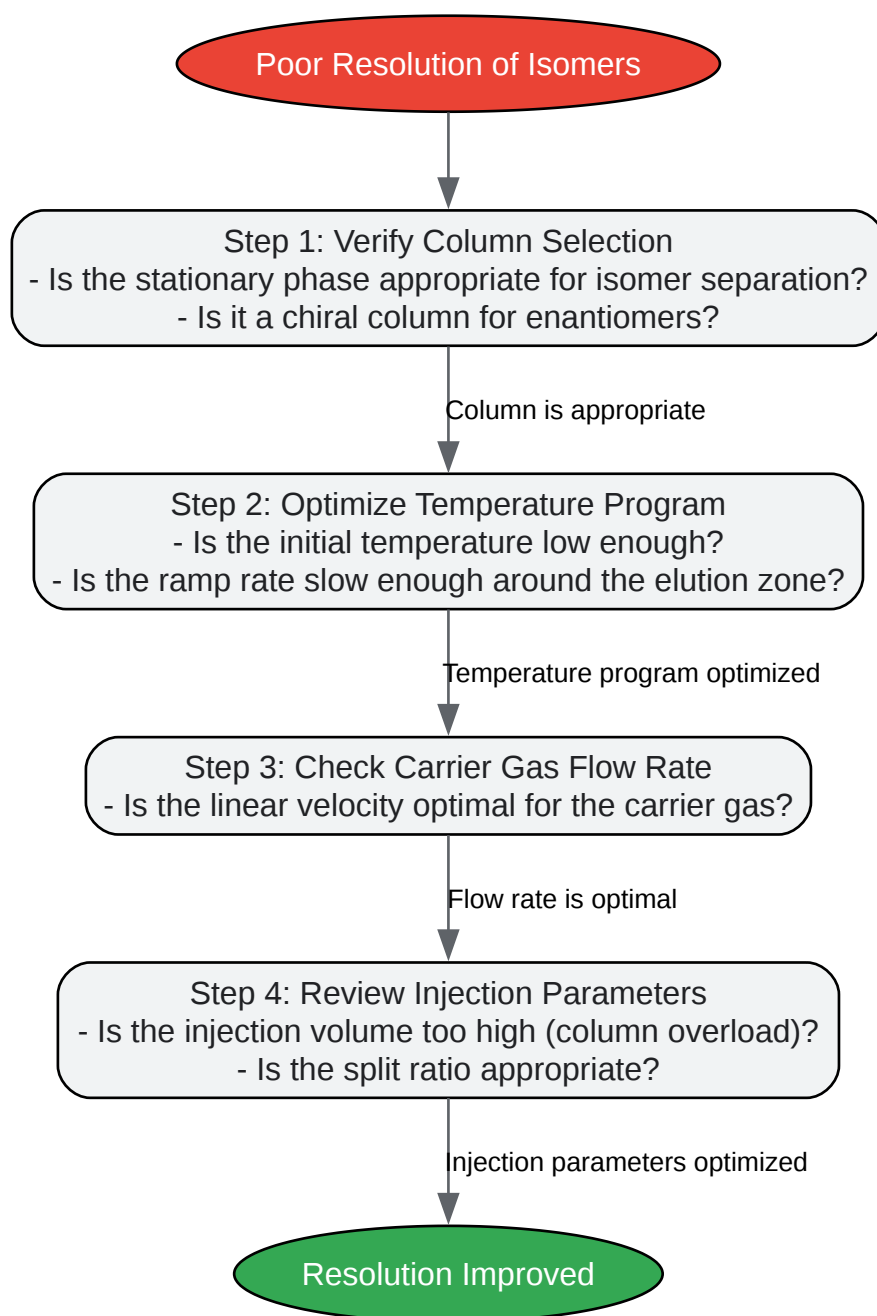 Poor Resolution of Isomers
Step 1: Verify Column Selection
- Is the stationary phase appropriate for isomer separation?
- Is it a chiral column for enantiomers?
Column is appropriate
Step 2: Optimize Temperature Program
- Is the initial temperature low enough?
- Is the ramp rate slow enough around the elution zone?
Temperature program optimized
Step 3: Check Carrier Gas Flow Rate
- Is the linear velocity optimal for the carrier gas?
Flow rate is optimal
Step 4: Review Injection Parameters
- Is the injection volume too high (column overload)?
- Is the split ratio appropriate?
Injection parameters optimized
Resolution Improved